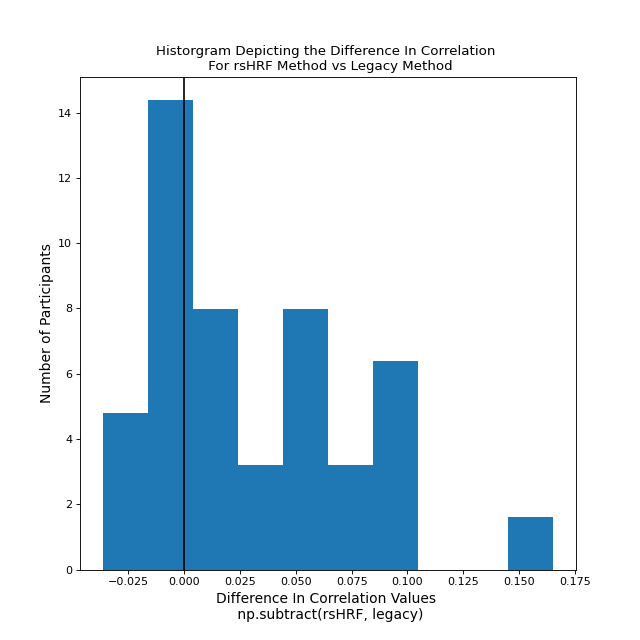 Historgram Depicting the Difference In Correlation
For rsHRF Method vs Legacy Method
Number of Participants
14
12
10
8
6
4
2
0
−0.025 0.000 0.025 0.050 0.075 0.100 0.125 0.150 0.175
Difference In Correlation Values
np.subtract(rsHRF, legacy)